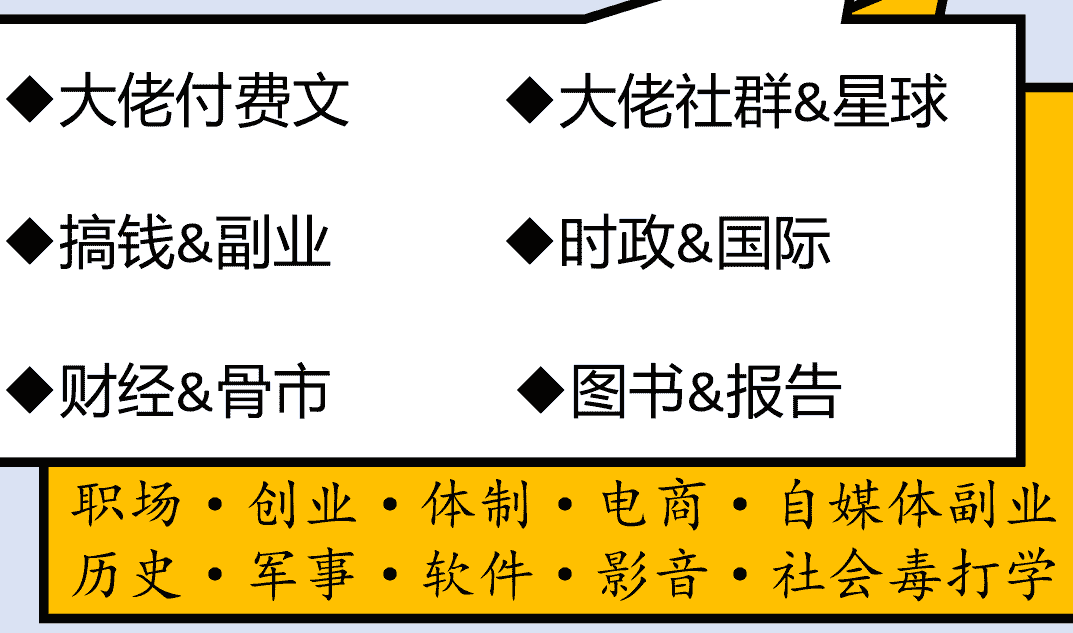 ◆大佬付费文 ◆大佬社群&星球
◆搞钱&副业 ◆时政&国际
◆财经&骨市 ◆图书&报告
职场·创业·体制·电商·自媒体副业
历史·军事·软件·影音·社会毒打学